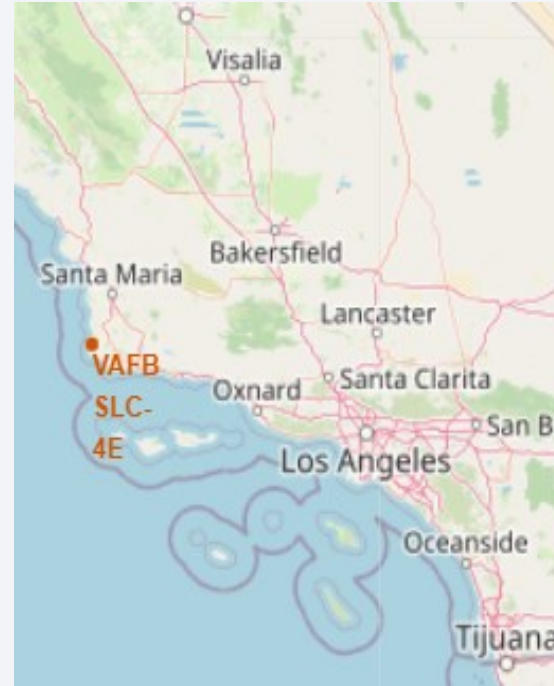 Visalia
Bakersfield
Santa Maria
Lancaster
VAFB
SLC-
4E
Santa Clarita
Oxnard
San B
Los Angeles
Oceanside
Tijuana